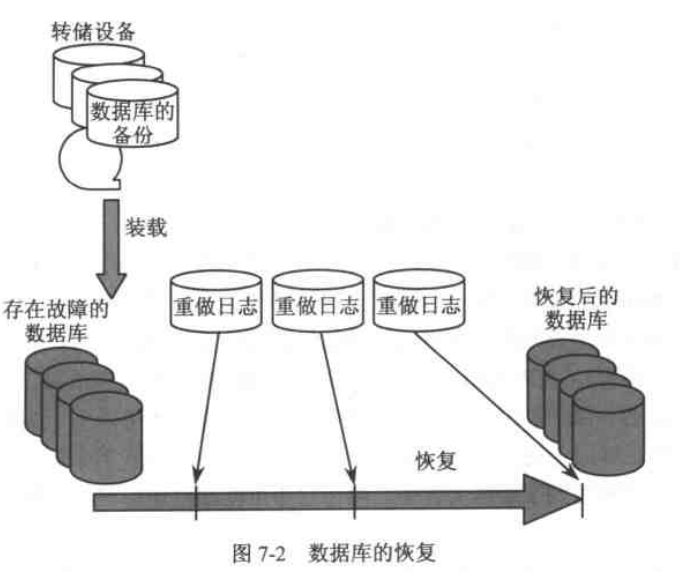 转储设备
数据库的
备份
装载
存在故障的
数据库
重做日志
重做日志
重做日志
恢复后的
数据库
恢复
图 7-2 数据库的恢复